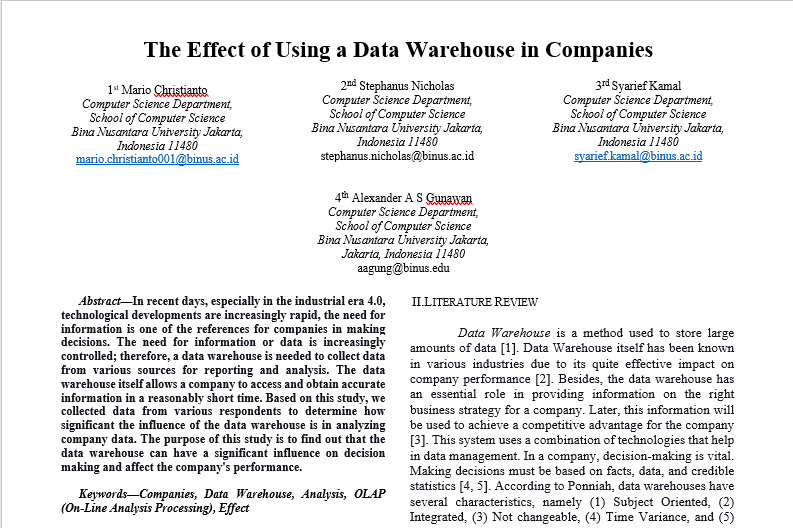 The Effect of Using a Data Warehouse in Companies
1st Mario Christianto
Computer Science Department,
School of Computer Science
Bina Nusantara University Jakarta,
Indonesia 11480
mario.christianto001@binus.ac.id
2nd Stephanus Nicholas
Computer Science Department,
School of Computer Science
Bina Nusantara University Jakarta,
Indonesia 11480
stephanus.nicholas@binus.ac.id
3rd Syarief Kamal
Computer Science Department,
School of Computer Science
Bina Nusantara University Jakarta,
Indonesia 11480
syarief.kamal@binus.ac.id
4th Alexander A S Gunawan
Computer Science Department,
School of Computer Science
Bina Nusantara University Jakarta,
Jakarta, Indonesia 11480
aagung@binus.edu
Abstract—In recent days, especially in the industrial era 4.0,
technological developments are increasingly rapid, the need for
information is one of the references for companies in making
decisions. The need for information or data is increasingly
controlled; therefore, a data warehouse is needed to collect data
from various sources for reporting and analysis. The data
warehouse itself allows a company to access and obtain accurate
information in a reasonably short time. Based on this study, we
collected data from various respondents to determine how
significant the influence of the data warehouse is in analyzing
company data. The purpose of this study is to find out that the
data warehouse can have a significant influence on decision
making and affect the company's performance.
Keywords—Companies, Data Warehouse, Analysis, OLAP
(On-Line Analysis Processing), Effect
II.LITERATURE REVIEW
Data Warehouse is a method used to store large
amounts of data [1]. Data Warehouse itself has been known
in various industries due to its quite effective impact on
company performance [2]. Besides, the data warehouse has
an essential role in providing information on the right
business strategy for a company. Later, this information will
be used to achieve a competitive advantage for the company
[3]. This system uses a combination of technologies that help
in data management. In a company, decision-making is vital.
Making decisions must be based on facts, data, and credible
statistics [4, 5]. According to Ponniah, data warehouses have
several characteristics, namely (1) Subject Oriented, (2)
Integrated, (3) Not changeable, (4) Time Variance, and (5)